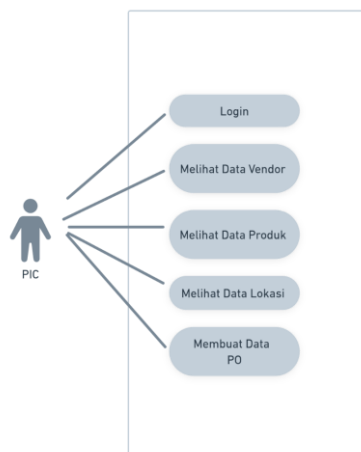 Login
Melihat Data Vendor
Melihat Data Produk
PIC
Melihat Data Lokasi
Membuat Data
PO